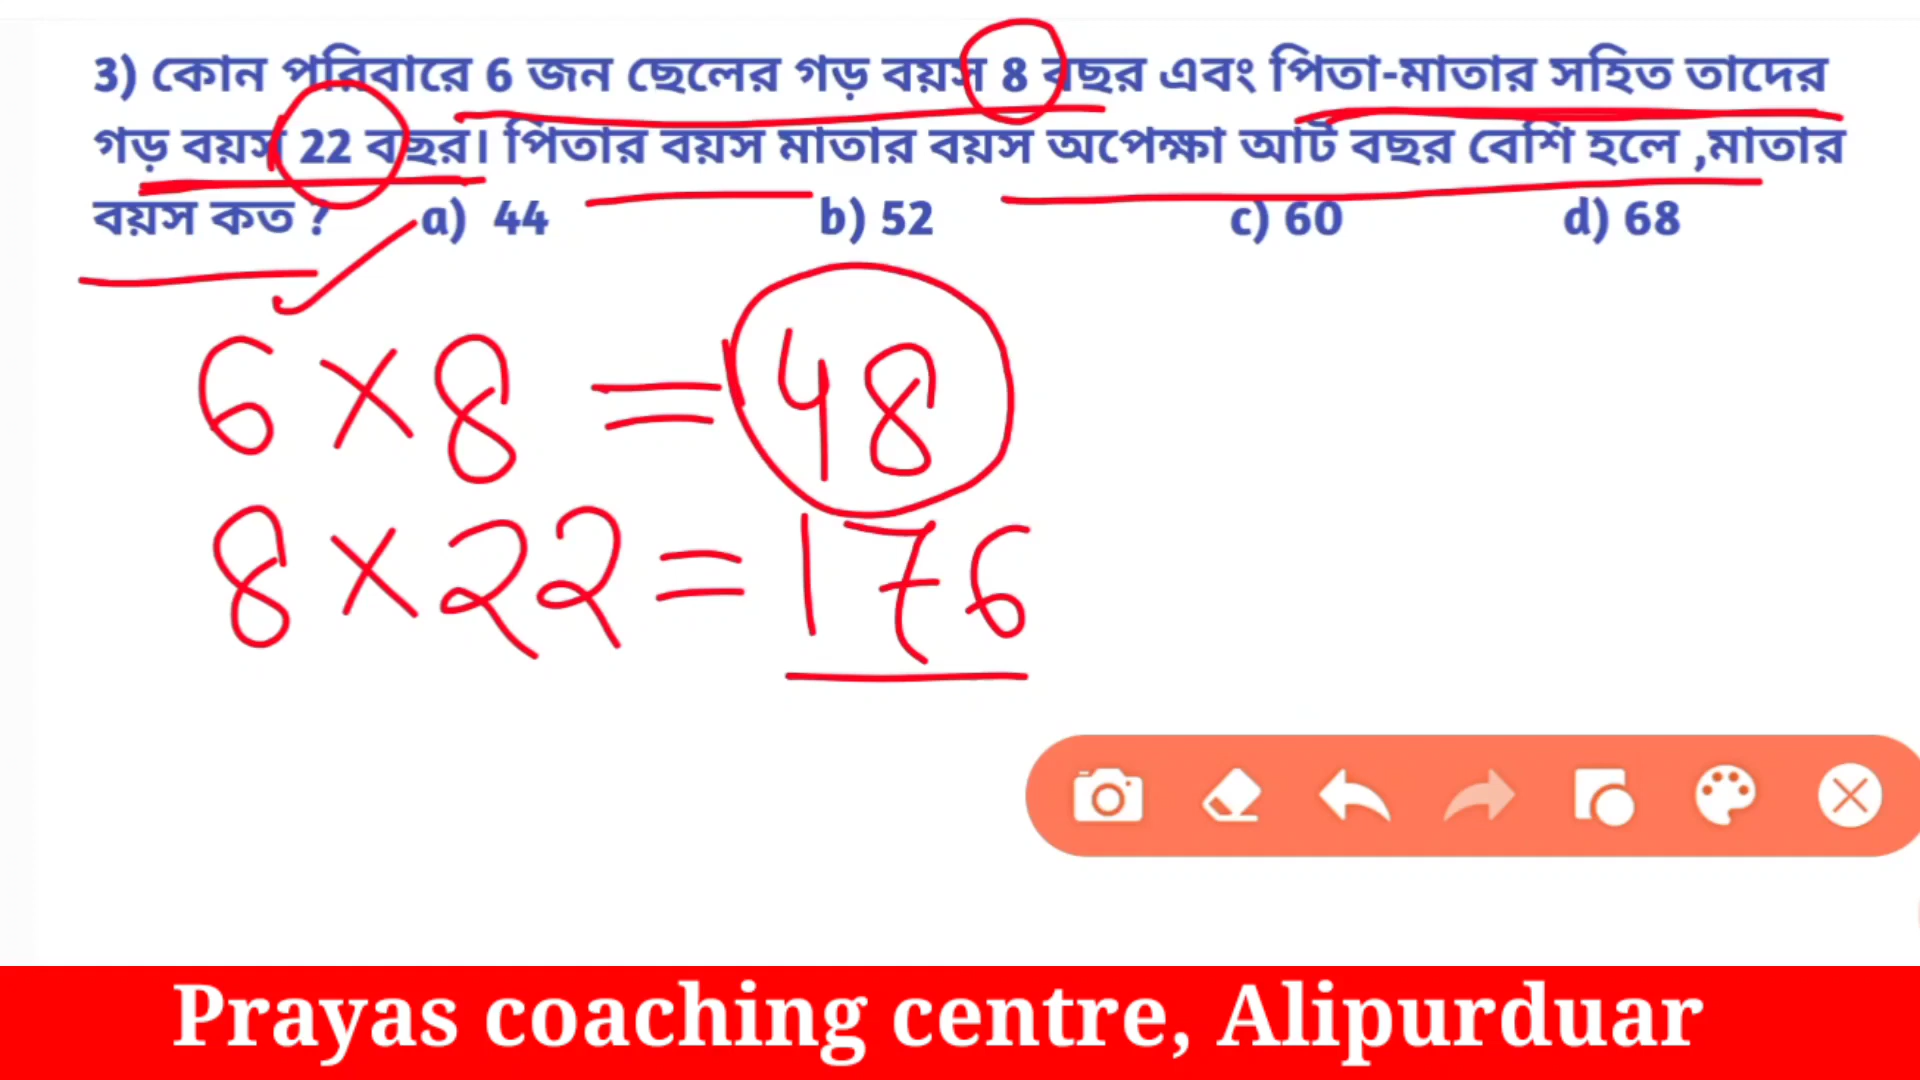 3) কোন পরিবারে 6 জন ছেলের গড় বয়স 8 বছর এবং পিতা-মাতার সহিত তাদের
গড় বয়স 22 বছর। পিতার বয়স মাতার বয়স অপেক্ষা আট বছর বেশি হলে ,মাতার
বয়স কত ? a) 44 b) 52 c) 60 d) 68
6 × 8 = 48
8 × 22 = 176
Prayas coaching centre, Alipurduar